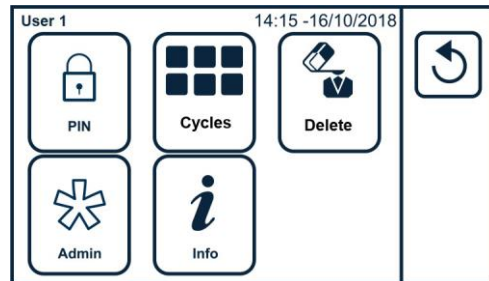 User 1 14:15 -16/10/2018
PIN Cycles Delete
Admin Info